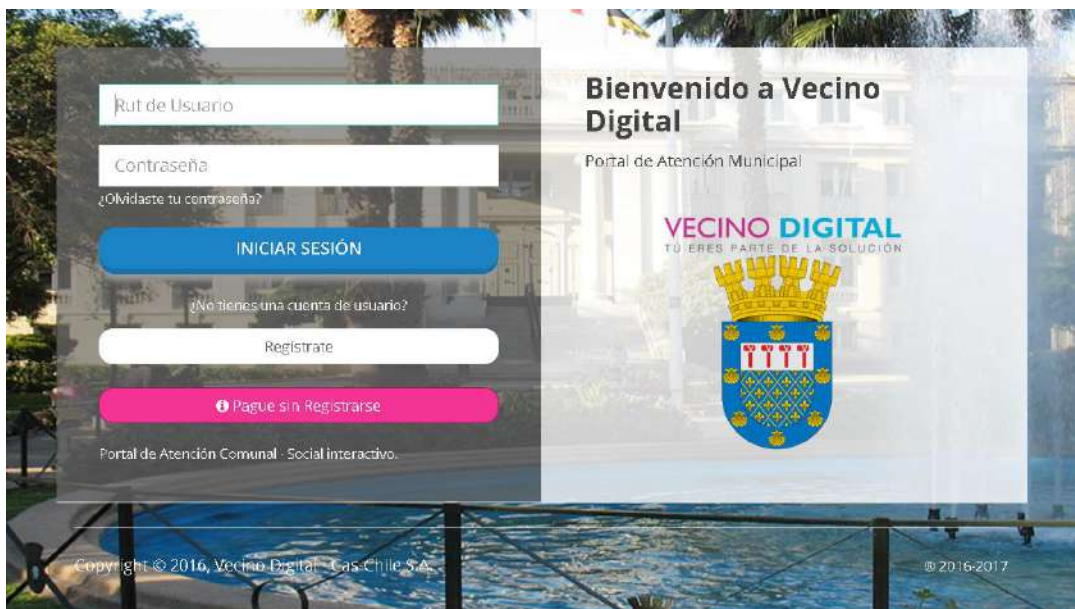 Rut de Usuario
Contraseña
¿Olvidaste tu contraseña?
INICIAR SESIÓN
¿No tienes una cuenta de usuario?
Regístrate
Pague sin Registrarse
Portal de Atención Comunal - Social interactivo.
Bienvenido a Vecino
Digital
Portal de Atención Municipal
VECINO DIGITAL
TÚ ERES PARTE DE LA SOLUCIÓN
Copyright © 2016, Vecino Digital - Cas-Chile S.A.
® 2016-2017